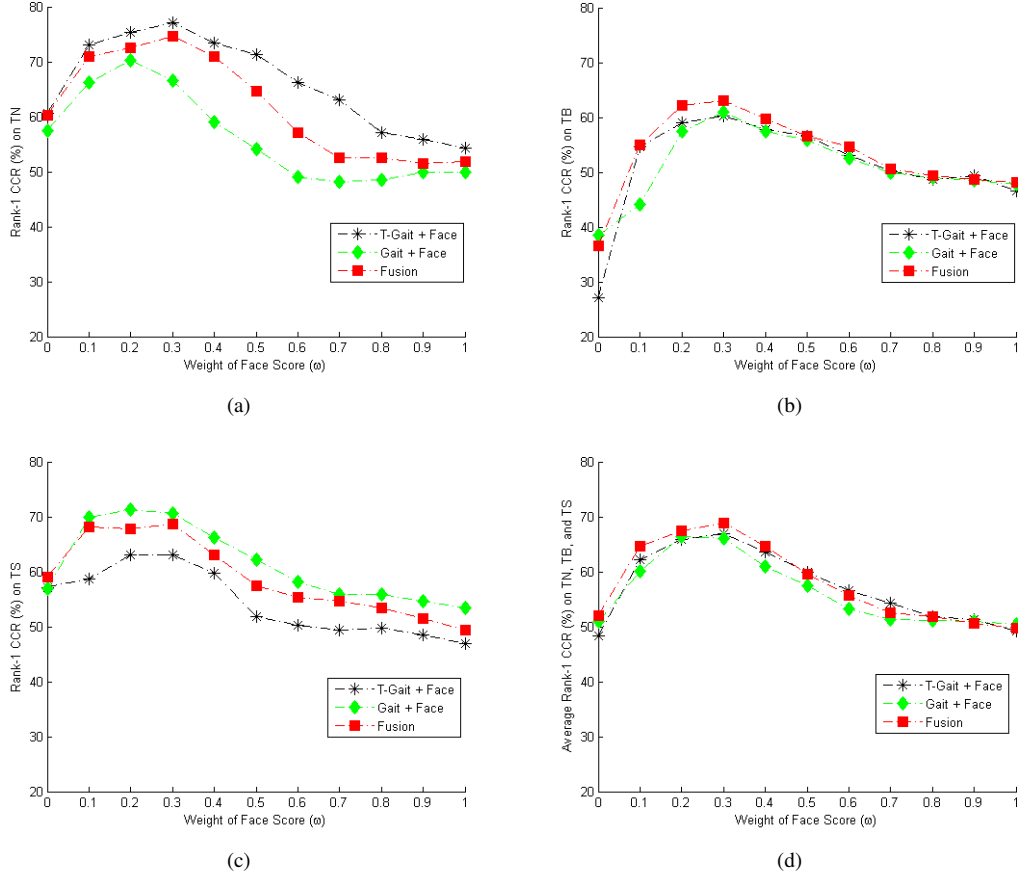 80
70
60
50
40
30
20
Rank-1 CCR (%) on TN
0 0.1 0.2 0.3 0.4 0.5 0.6 0.7 0.8 0.9 1
Weight of Face Score (ω)
T-Gait + Face
Gait + Face
Fusion
(a)
80
70
60
50
40
30
20
Rank-1 CCR (%) on TB
0 0.1 0.2 0.3 0.4 0.5 0.6 0.7 0.8 0.9 1
Weight of Face Score (ω)
T-Gait + Face
Gait + Face
Fusion
(b)
80
70
60
50
40
30
20
Rank-1 CCR (%) on TS
0 0.1 0.2 0.3 0.4 0.5 0.6 0.7 0.8 0.9 1
Weight of Face Score (ω)
T-Gait + Face
Gait + Face
Fusion
(c)
80
70
60
50
40
30
20
Average Rank-1 CCR (%) on TN, TB, and TS
0 0.1 0.2 0.3 0.4 0.5 0.6 0.7 0.8 0.9 1
Weight of Face Score (ω)
T-Gait + Face
Gait + Face
Fusion
(d)